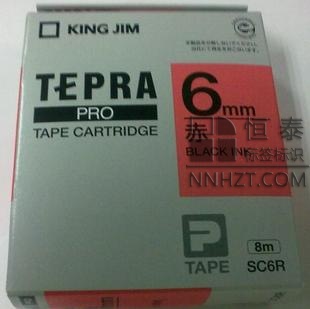 KING JIM
TEPRA
PRO
TAPE CARTRIDGE
6mm
赤
BLACK INK
恒泰
标签标识
NNHZT.COM
P
TAPE
8m
SC6R